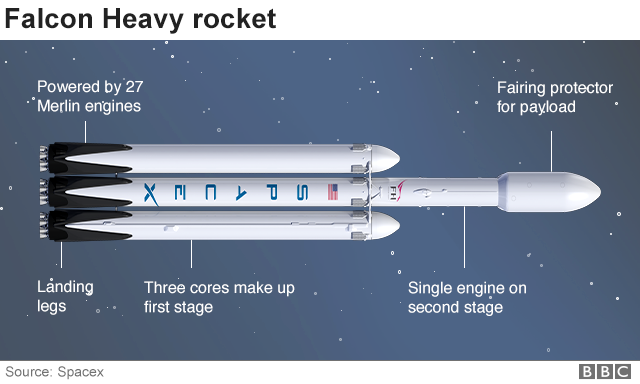 Falcon Heavy rocket
Powered by 27
Merlin engines
Fairing protector
for payload
SPACEX
FH
Landing
legs
Three cores make up
first stage
Single engine on
second stage
Source: Spacex
BBC